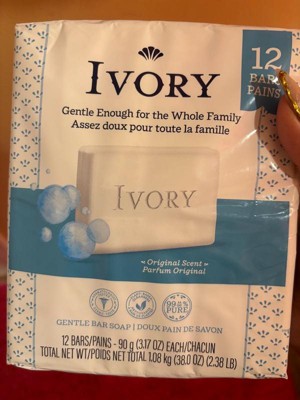 IVORY
12
BARS
PAINS
Gentle Enough for the Whole Family
Assez doux pour toute la famille
IVORY
Original Scent
Parfum Original
99.44%
PURE
GENTLE BAR SOAP | DOUX PAIN DE SAVON
12 BARS/PAINS - 90 g (3.17 OZ) EACH/CHACUN
TOTAL NET WT/POIDS NET TOTAL 1.08 kg (38.0 OZ) (2.38 LB)